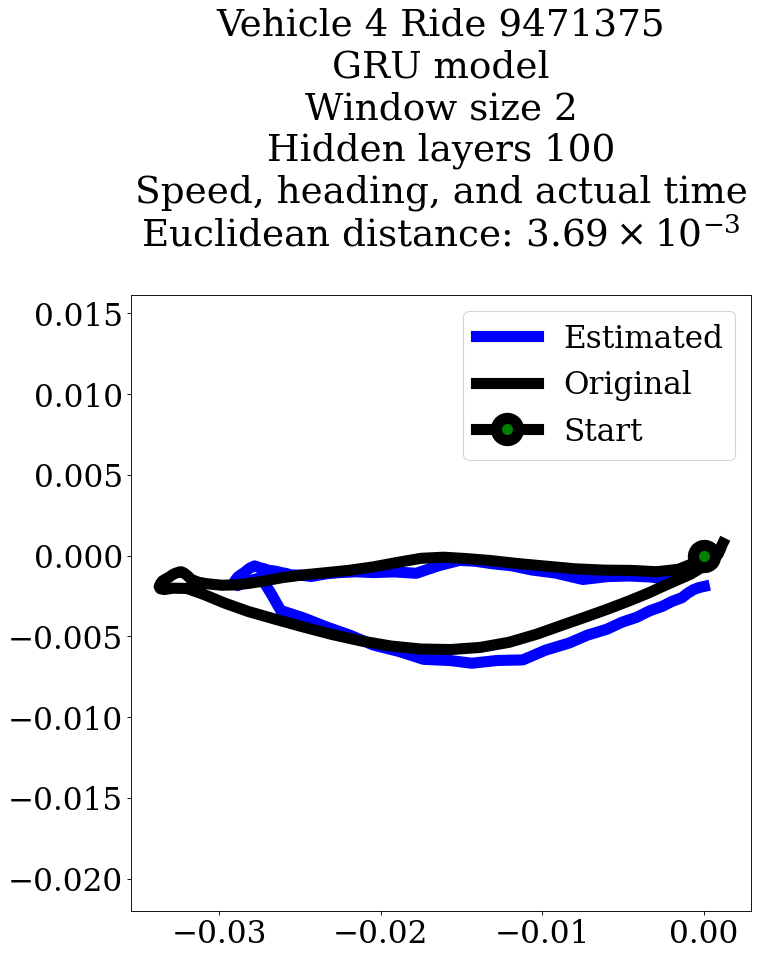 Vehicle 4 Ride 9471375
GRU model
Window size 2
Hidden layers 100
Speed, heading, and actual time
Euclidean distance: 3.69 × 10⁻³
Estimated
Original
Start
0.015
0.010
0.005
0.000
−0.005
−0.010
−0.015
−0.020
−0.03
−0.02
−0.01
0.00